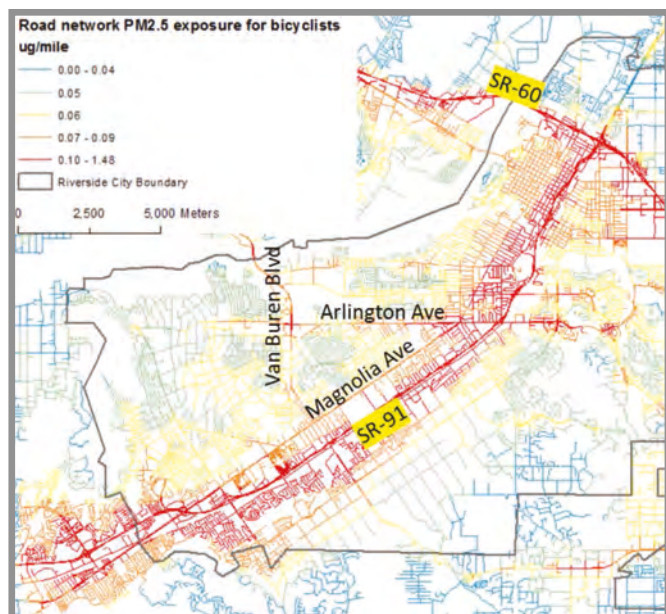 Road network PM2.5 exposure for bicyclists
ug/mile
0.00 - 0.04
0.05
0.06
0.07 - 0.09
0.10 - 1.48
Riverside City Boundary
0 2,500 5,000 Meters
SR-60
Van Buren Blvd
Arlington Ave
Magnolia Ave
SR-91